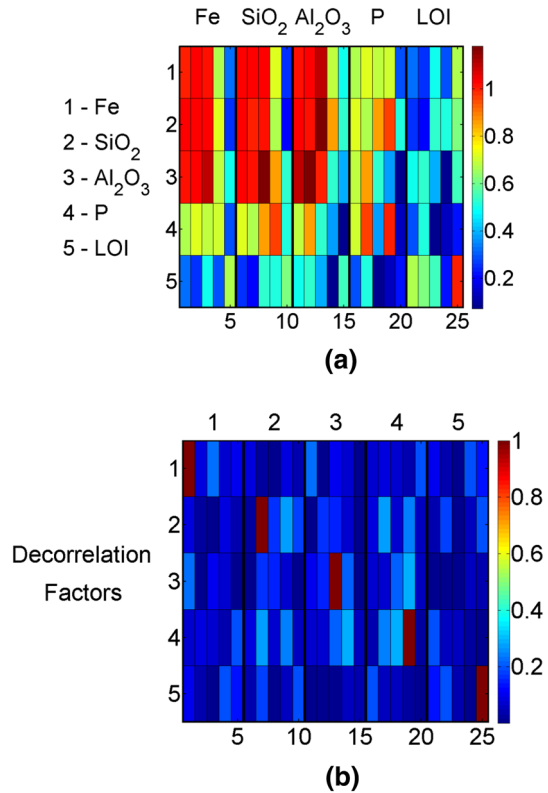 Fe SiO₂ Al₂O₃ P LOI
1 - Fe
2 - SiO₂
3 - Al₂O₃
4 - P
5 - LOI
1
2
3
4
5
1
0.8
0.6
0.4
0.2
5 10 15 20 25
(a)
1 2 3 4 5
Decorrelation
Factors
1
2
3
4
5
1
0.8
0.6
0.4
0.2
5 10 15 20 25
(b)